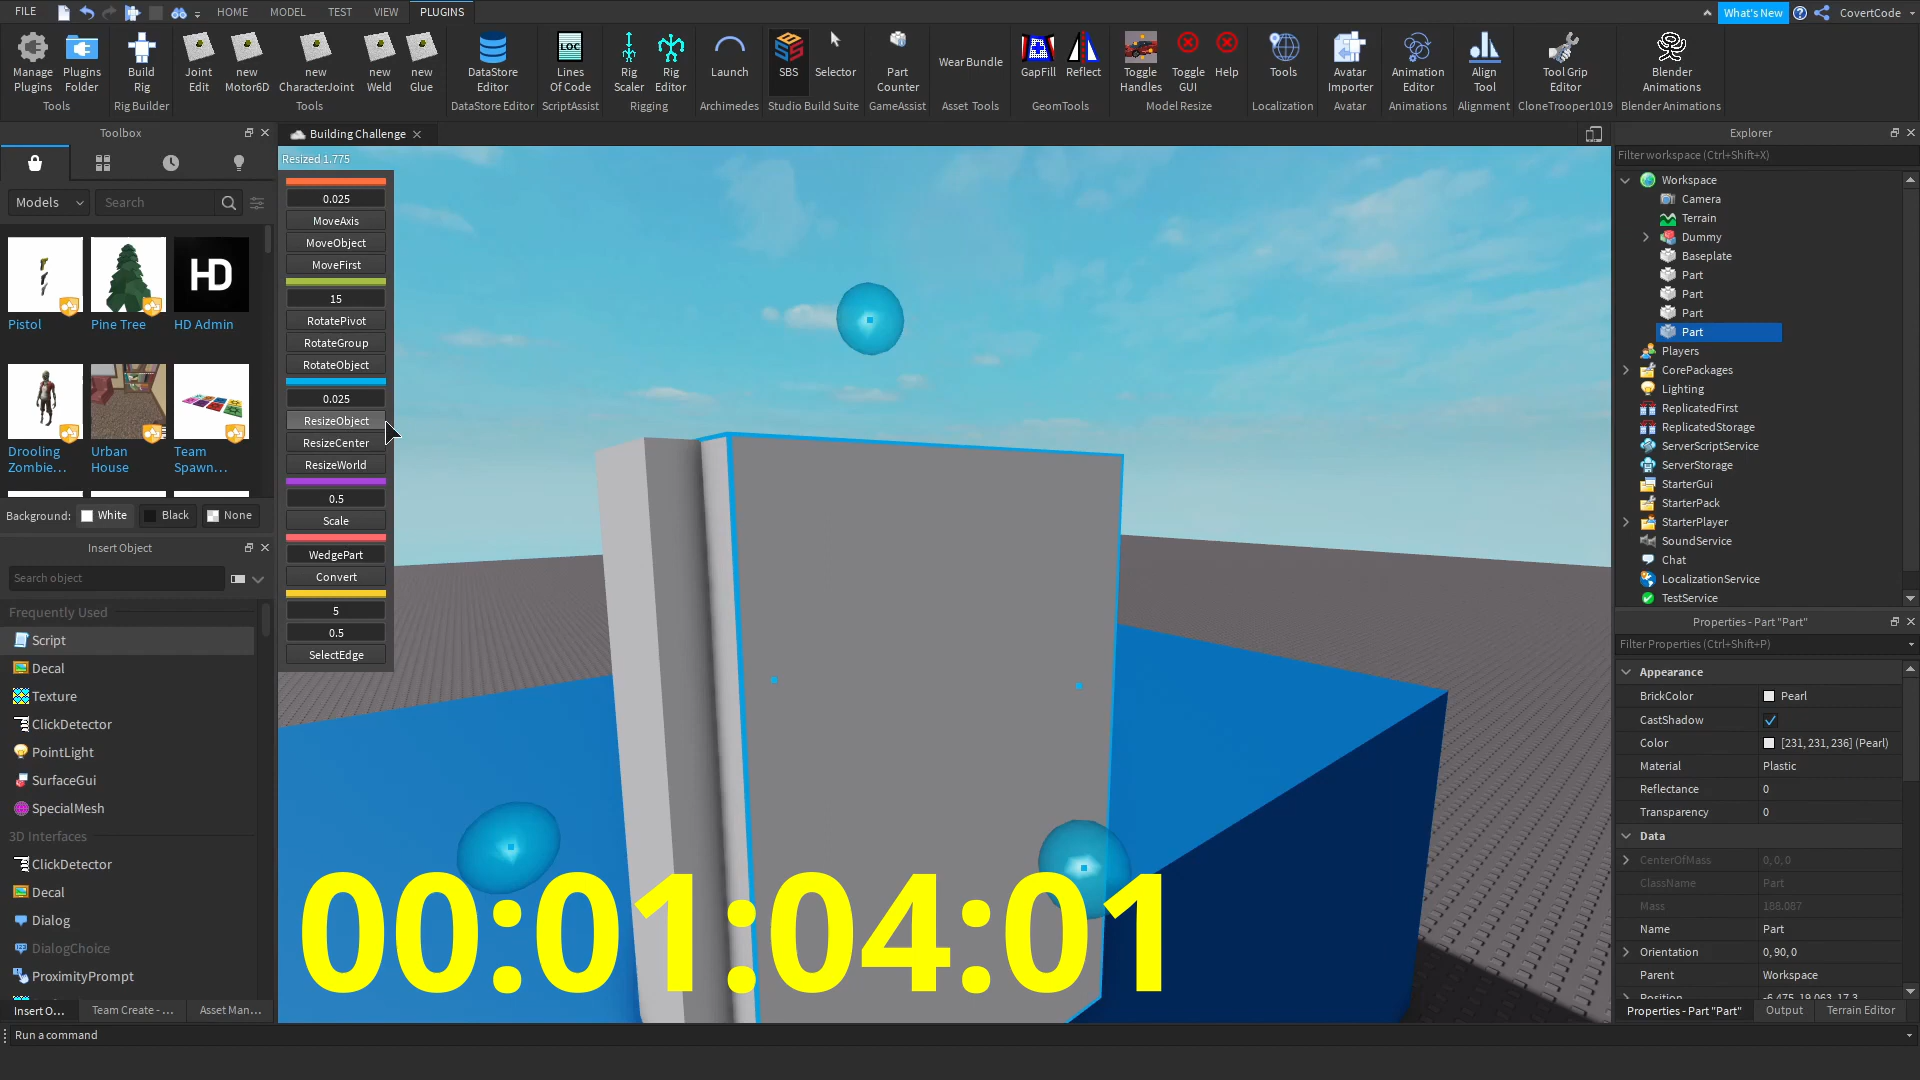 FILE
HOME
MODEL
TEST
VIEW
PLUGINS
What's New
CovertCode
Manage Plugins
Plugins Folder
Build Rig
Joint Edit
new Motor6D
new CharacterJoint
new Weld
new Glue
DataStore Editor
LOC
Lines Of Code
Rig Scaler
Rig Editor
Launch
SBS
Selector
Part Counter
Wear Bundle
GapFill
Reflect
Toggle Handles
Toggle GUI
Help
Tools
Avatar Importer
Animation Editor
Align Tool
Tool Grip Editor
Blender Animations
Tools
Rig Builder
Tools
DataStore Editor
ScriptAssist
Rigging
Archimedes
Studio Build Suite
GameAssist
Asset Tools
GeomTools
Model Resize
Localization
Avatar
Animations
Alignment
CloneTrooper1019
Blender Animations
Toolbox
Models
Search
HD
Pistol
Pine Tree
HD Admin
Drooling Zombie...
Urban House
Team Spawn...
Background:
White
Black
None
Insert Object
Search object
Frequently Used
Script
Decal
Texture
ClickDetector
PointLight
SurfaceGui
SpecialMesh
3D Interfaces
ClickDetector
Decal
Dialog
DialogChoice
ProximityPrompt
Insert O...
Team Create - ...
Asset Man...
Run a command
Building Challenge
Resized 1.775
0.025
MoveAxis
MoveObject
MoveFirst
15
RotatePivot
RotateGroup
RotateObject
0.025
ResizeObject
ResizeCenter
ResizeWorld
0.5
Scale
WedgePart
Convert
5
0.5
SelectEdge
00:01:04:01
Explorer
Filter workspace (Ctrl+Shift+X)
Workspace
Camera
Terrain
Dummy
Baseplate
Part
Part
Part
Part
Players
CorePackages
Lighting
ReplicatedFirst
ReplicatedStorage
ServerScriptService
ServerStorage
StarterGui
StarterPack
StarterPlayer
SoundService
Chat
LocalizationService
TestService
Properties - Part "Part"
Filter Properties (Ctrl+Shift+P)
Appearance
BrickColor Pearl
CastShadow
Color [231, 231, 236] (Pearl)
Material Plastic
Reflectance 0
Transparency 0
Data
CenterOfMass 0, 0, 0
ClassName Part
Mass 188.067
Name Part
Orientation 0, 90, 0
Parent Workspace
Position -6.475, 19.063, 17.3
Properties - Part "Part"
Output
Terrain Editor